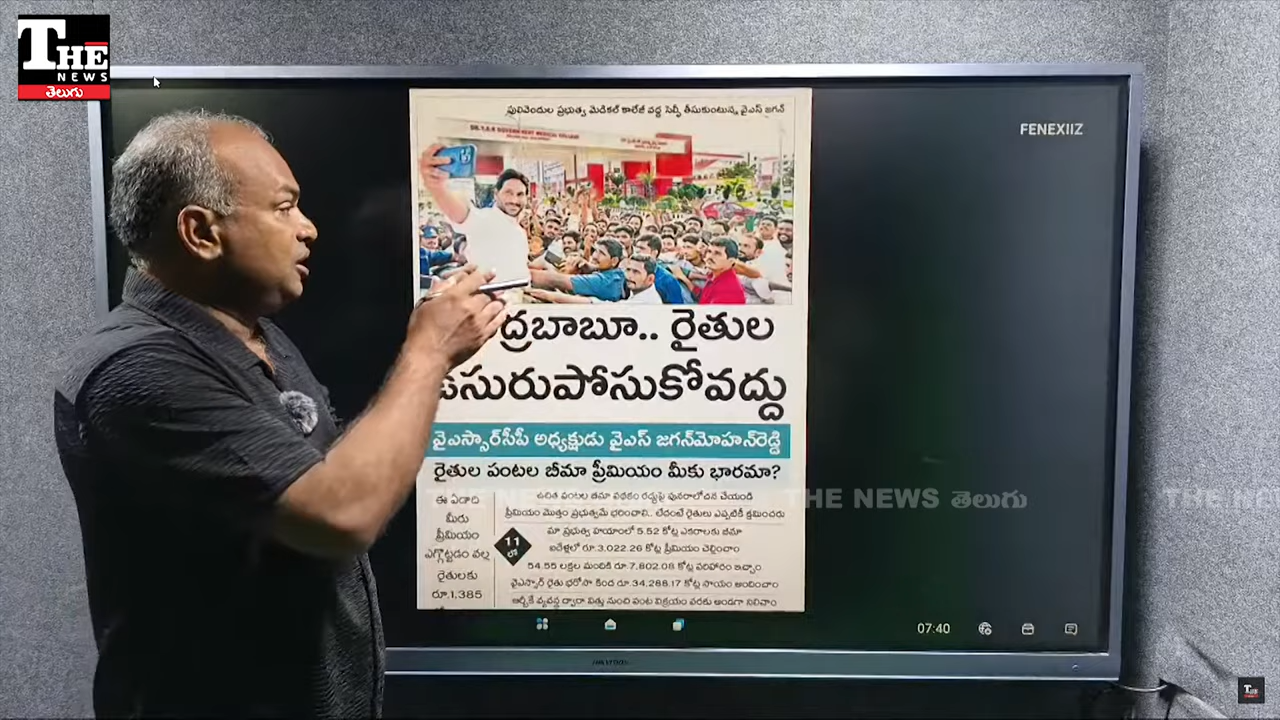 THE
NEWS
తెలుగు
FENEXIIZ
పులివెందుల ప్రభుత్వ మెడికల్ కాలేజీ వద్ద సెల్ఫీ తీసుకుంటున్న వైఎస్ జగన్
ద్రబాబూ.. రైతుల
ఉసురుపోసుకోవద్దు
వైఎస్సార్‌సీపీ అధ్యక్షుడు వైఎస్ జగన్‌మోహన్‌రెడ్డి
రైతుల పంటల బీమా ప్రీమియం మీకు భారమా?
ఈ ఏడాది
మీరు
ప్రీమియం
ఎగ్గొట్టడం వల్ల
రైతులకు
రూ.1,385
11
లో
ఉచిత పంటల బీమా పథకం రద్దుపై పునరాలోచన చేయండి
ప్రీమియం మొత్తం ప్రభుత్వమే భరించాలి.. లేదంటే రైతులు ఎప్పటికీ క్షమించరు
మా ప్రభుత్వ హయాంలో 5.52 కోట్ల ఎకరాలకు బీమా
ఐదేళ్లలో రూ.3,022.26 కోట్ల ప్రీమియం చెల్లించాం
54.55 లక్షల మందికి రూ.7,802.08 కోట్ల పరిహారం ఇచ్చాం
వైఎస్సార్ రైతు భరోసా కింద రూ.34,288.17 కోట్ల సాయం అందించాం
ఆర్బీకే వ్యవస్థ ద్వారా విత్తు నుంచి పంట విక్రయం వరకు అండగా నిలిచాం
THE NEWS తెలుగు
07:40